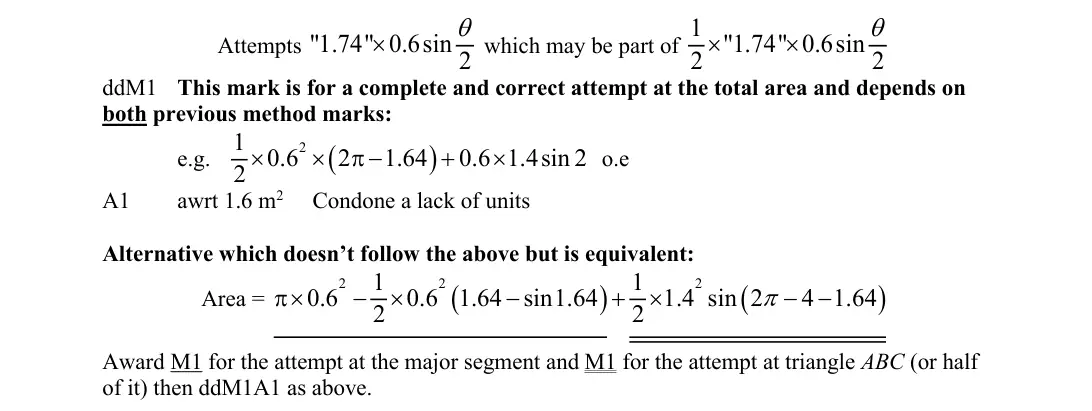 Attempts "1.74"×0.6 sin θ/2 which may be part of 1/2×"1.74"×0.6 sin θ/2
ddM1 This mark is for a complete and correct attempt at the total area and depends on
both previous method marks:
e.g. 1/2×0.6²×(2π−1.64)+0.6×1.4 sin 2 o.e
A1 awrt 1.6 m² Condone a lack of units
Alternative which doesn’t follow the above but is equivalent:
Area = π×0.6²−1/2×0.6²(1.64−sin1.64)+1/2×1.4² sin(2π−4−1.64)
Award M1 for the attempt at the major segment and M1 for the attempt at triangle ABC (or half
of it) then ddM1A1 as above.